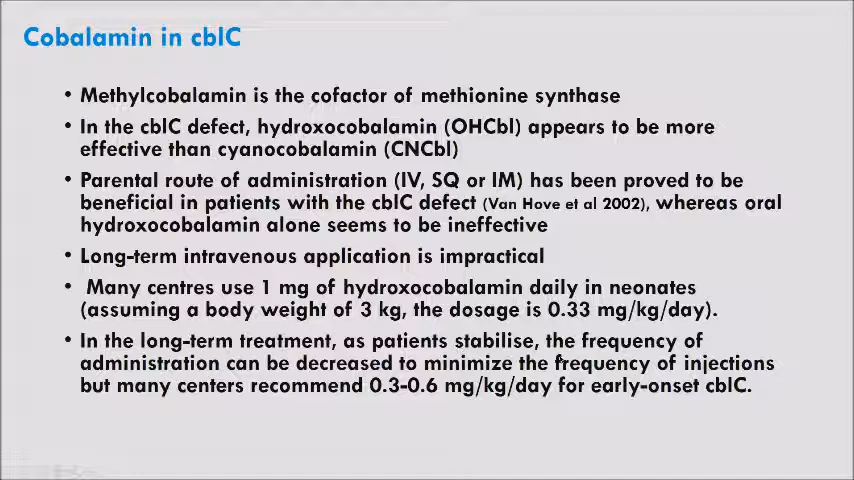 Cobalamin in cblC
• Methylcobalamin is the cofactor of methionine synthase
• In the cblC defect, hydroxocobalamin (OHCbl) appears to be more
effective than cyanocobalamin (CNCbl)
• Parental route of administration (IV, SQ or IM) has been proved to be
beneficial in patients with the cblC defect (Van Hove et al 2002), whereas oral
hydroxocobalamin alone seems to be ineffective
• Long-term intravenous application is impractical
• Many centres use 1 mg of hydroxocobalamin daily in neonates
(assuming a body weight of 3 kg, the dosage is 0.33 mg/kg/day).
• In the long-term treatment, as patients stabilise, the frequency of
administration can be decreased to minimize the frequency of injections
but many centers recommend 0.3-0.6 mg/kg/day for early-onset cblC.